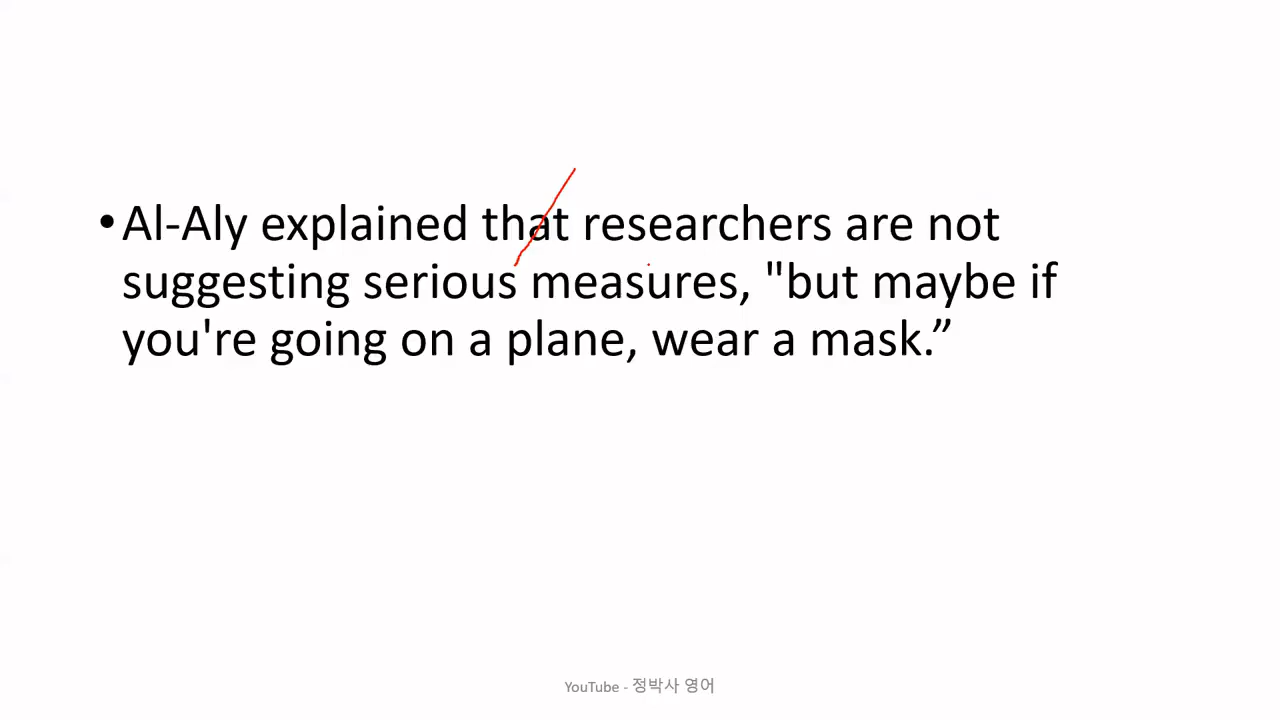 •Al-Aly explained that researchers are not
suggesting serious measures, "but maybe if
you're going on a plane, wear a mask.”
YouTube - 정박사 영어